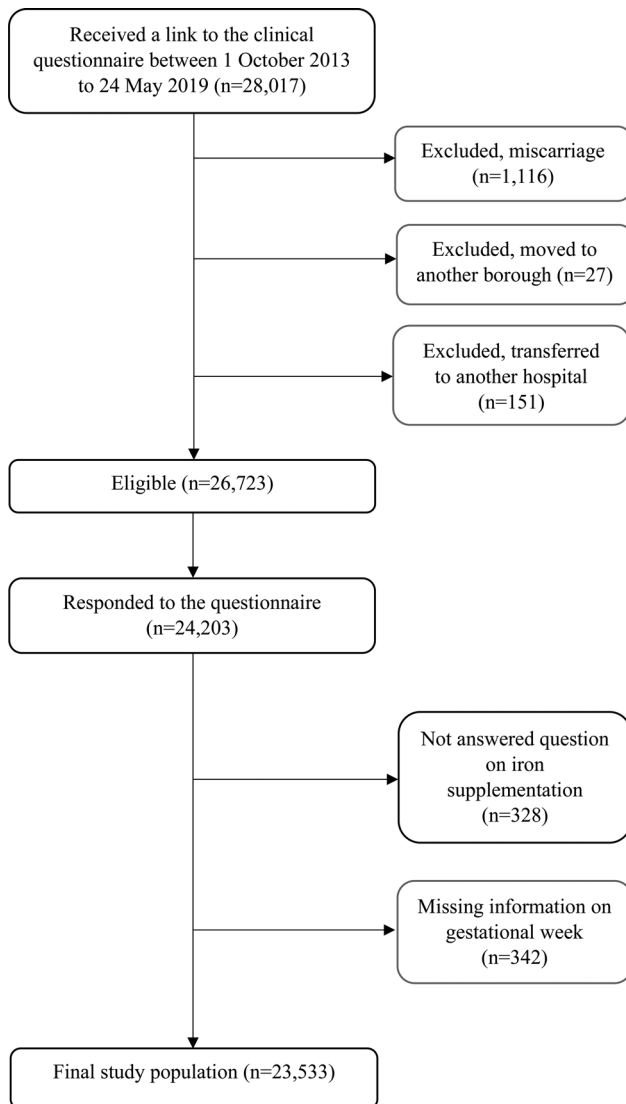 Received a link to the clinical
questionnaire between 1 October 2013
to 24 May 2019 (n=28,017)
Excluded, miscarriage
(n=1,116)
Excluded, moved to
another borough (n=27)
Excluded, transferred
to another hospital
(n=151)
Eligible (n=26,723)
Responded to the questionnaire
(n=24,203)
Not answered question
on iron
supplementation
(n=328)
Missing information on
gestational week
(n=342)
Final study population (n=23,533)